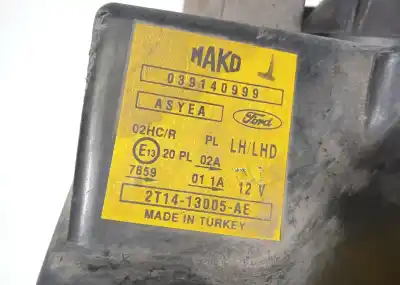 MAKO
039140999
ASYEA
Ford
02HC/R PL LH/LHD
E13 20 PL 02A
7659 01 1A 12 V
2T14-13005-AE
MADE IN TURKEY